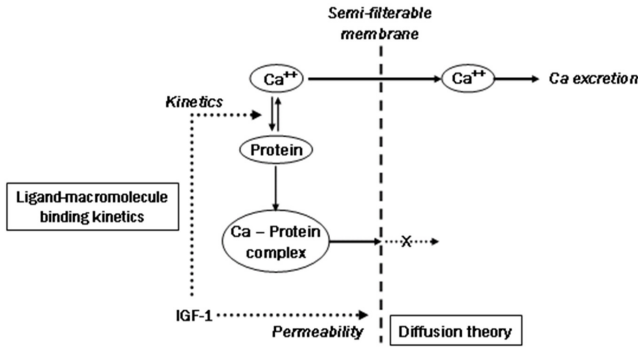 Semi-filterable
membrane
Ca++
Ca++
Ca excretion
Kinetics
Protein
Ligand-macromolecule
binding kinetics
Ca – Protein
complex
X
IGF-1
Permeability
Diffusion theory